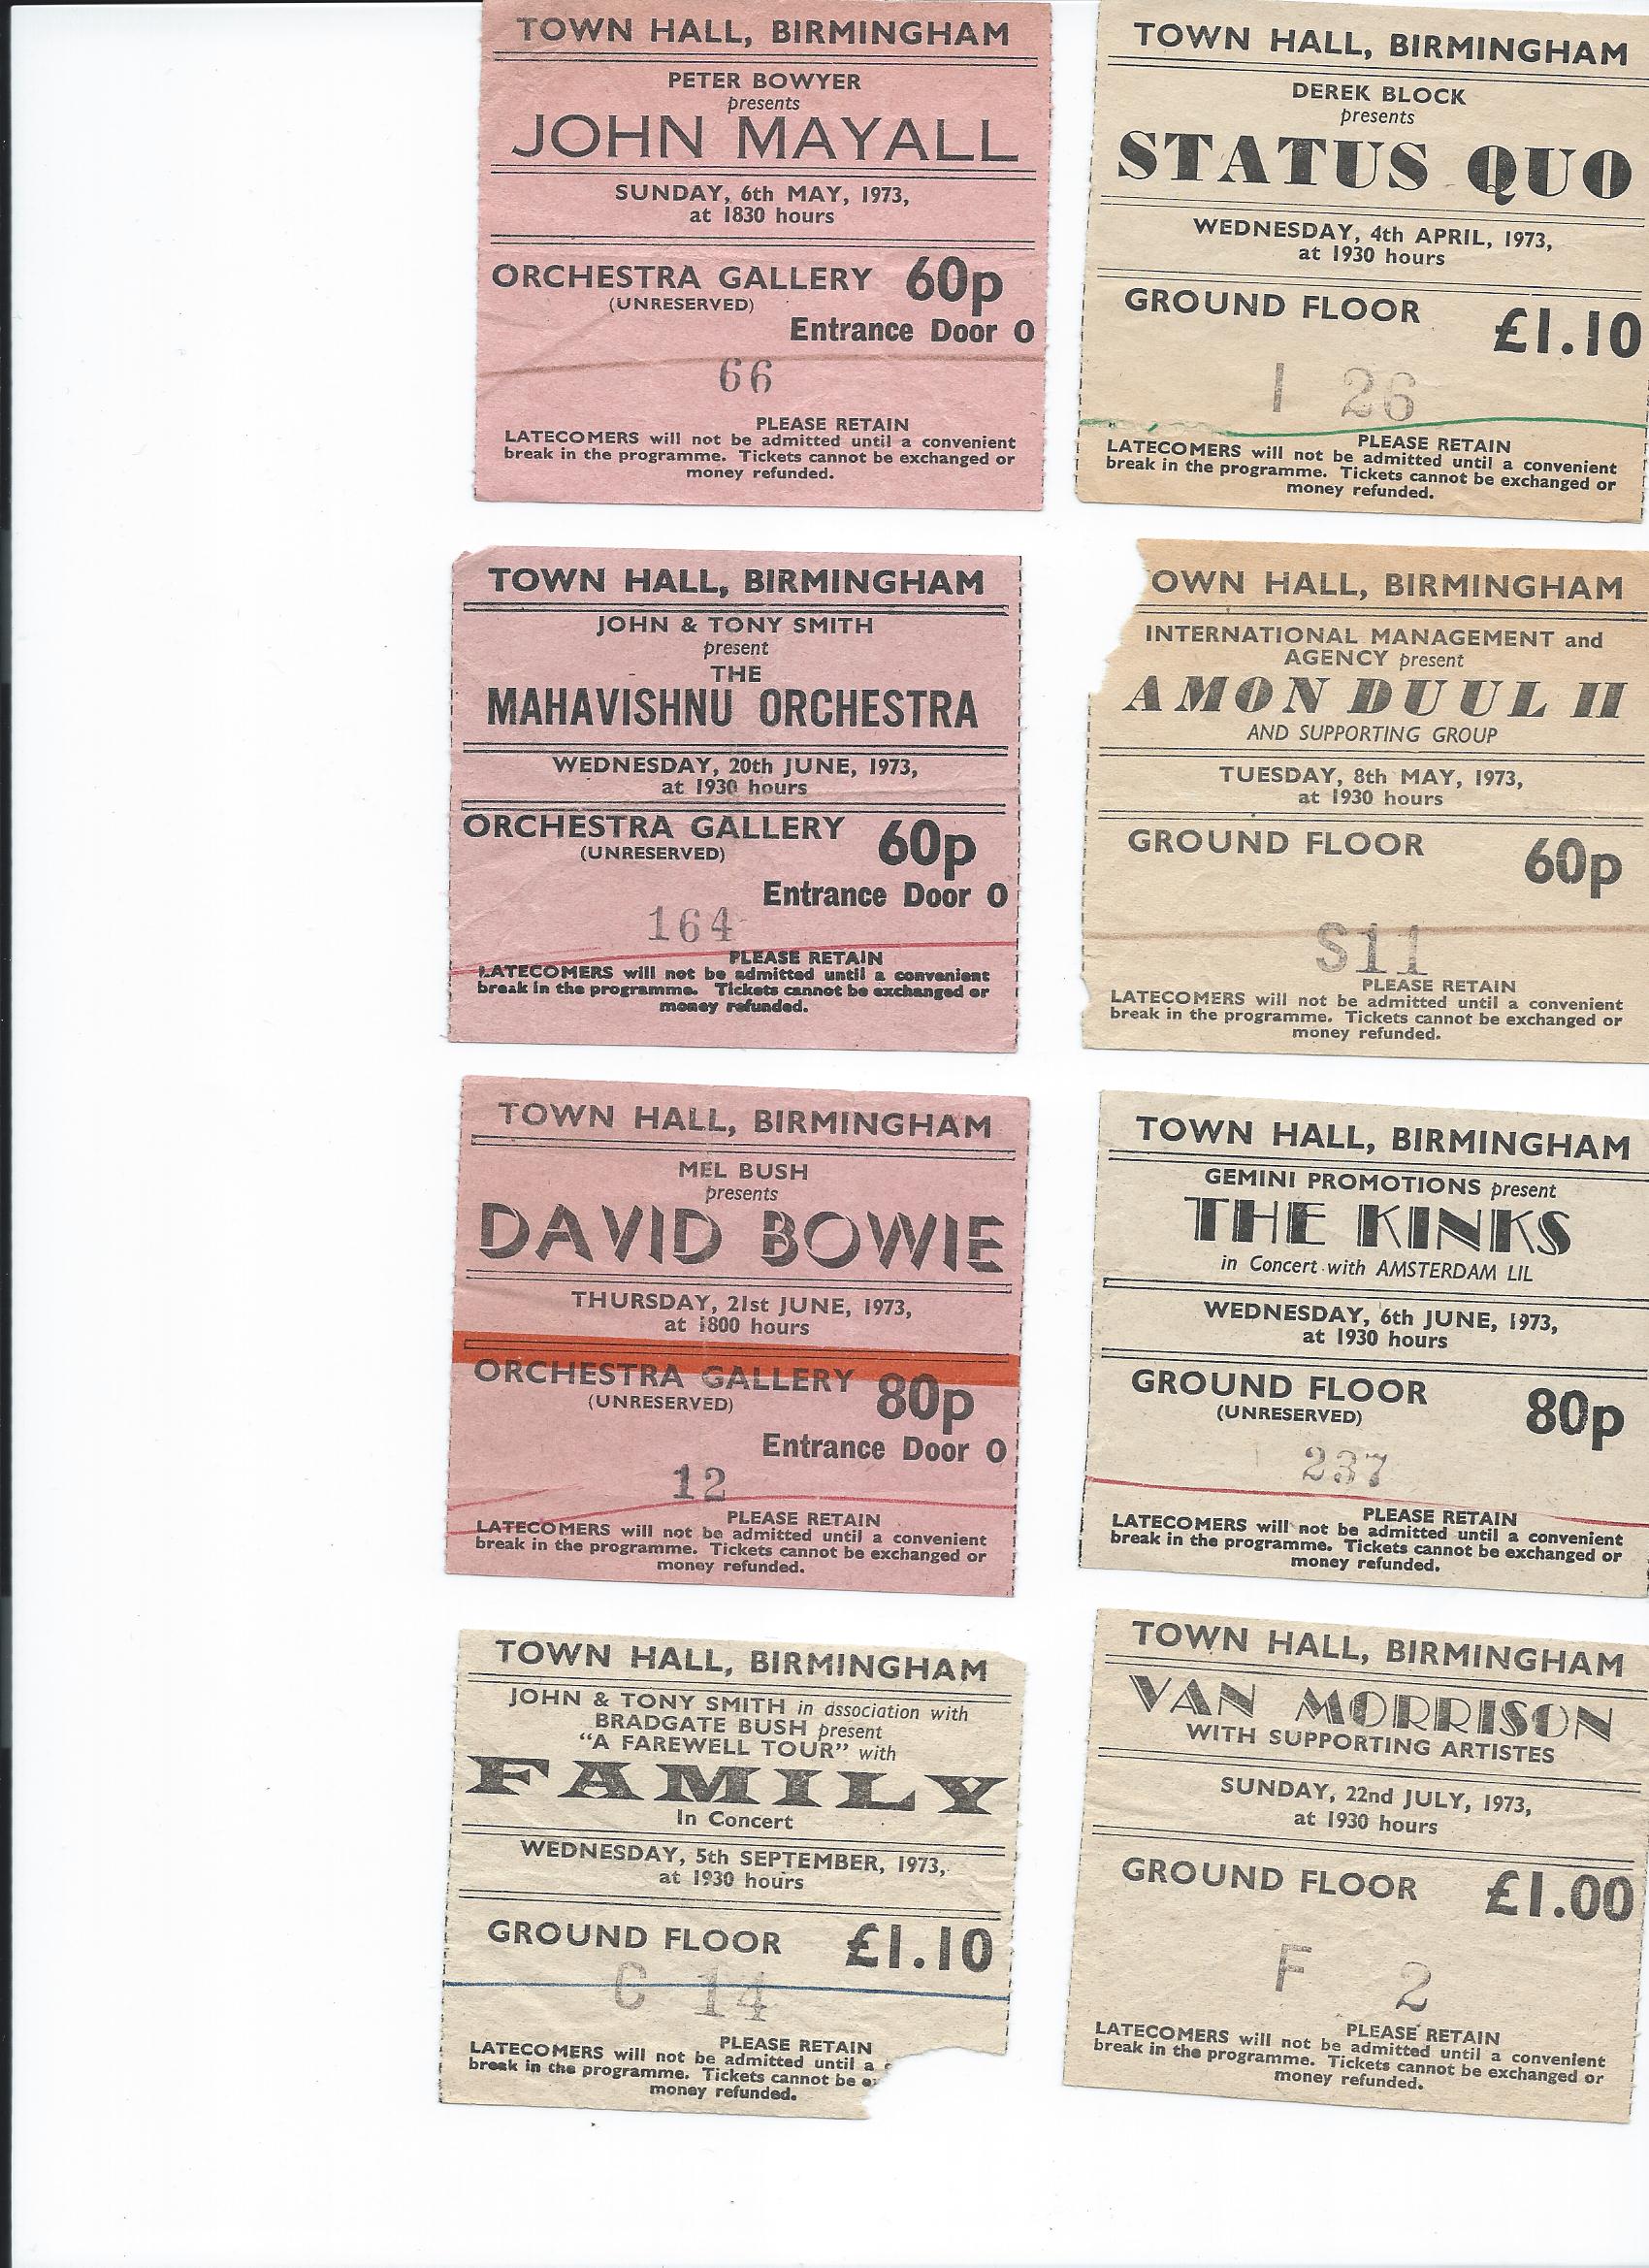 TOWN HALL, BIRMINGHAM
PETER BOWYER
presents
JOHN MAYALL
SUNDAY, 6th MAY, 1973,
at 1830 hours
ORCHESTRA GALLERY 60p
(UNRESERVED)
Entrance Door O
66
PLEASE RETAIN
LATECOMERS will not be admitted until a convenient
break in the programme. Tickets cannot be exchanged or
money refunded.
TOWN HALL, BIRMINGHAM
DEREK BLOCK
presents
STATUS QUO
WEDNESDAY, 4th APRIL, 1973,
at 1930 hours
GROUND FLOOR £1.10
I 26
PLEASE RETAIN
LATECOMERS will not be admitted until a convenient
break in the programme. Tickets cannot be exchanged or
money refunded.
TOWN HALL, BIRMINGHAM
JOHN & TONY SMITH
present
THE
MAHAVISHNU ORCHESTRA
WEDNESDAY, 20th JUNE, 1973,
at 1930 hours
ORCHESTRA GALLERY 60p
(UNRESERVED)
Entrance Door O
164
PLEASE RETAIN
LATECOMERS will not be admitted until a convenient
break in the programme. Tickets cannot be exchanged or
money refunded.
OWN HALL, BIRMINGHAM
INTERNATIONAL MANAGEMENT and
AGENCY present
AMON DUUL II
AND SUPPORTING GROUP
TUESDAY, 8th MAY, 1973,
at 1930 hours
GROUND FLOOR 60p
S11
PLEASE RETAIN
LATECOMERS will not be admitted until a convenient
break in the programme. Tickets cannot be exchanged or
money refunded.
TOWN HALL, BIRMINGHAM
MEL BUSH
presents
DAVID BOWIE
THURSDAY, 21st JUNE, 1973,
at 1800 hours
ORCHESTRA GALLERY 80p
(UNRESERVED)
Entrance Door O
12
PLEASE RETAIN
LATECOMERS will not be admitted until a convenient
break in the programme. Tickets cannot be exchanged or
money refunded.
TOWN HALL, BIRMINGHAM
GEMINI PROMOTIONS present
THE KINKS
in Concert with AMSTERDAM LIL
WEDNESDAY, 6th JUNE, 1973,
at 1930 hours
GROUND FLOOR 80p
(UNRESERVED)
237
PLEASE RETAIN
LATECOMERS will not be admitted until a convenient
break in the programme. Tickets cannot be exchanged or
money refunded.
TOWN HALL, BIRMINGHAM
JOHN & TONY SMITH in association with
BRADGATE BUSH present
"A FAREWELL TOUR" with
FAMILY
In Concert
WEDNESDAY, 5th SEPTEMBER, 1973,
at 1930 hours
GROUND FLOOR £1.10
C 14
PLEASE RETAIN
LATECOMERS will not be admitted until a
break in the programme. Tickets cannot be
money refunded.
TOWN HALL, BIRMINGHAM
VAN MORRISON
WITH SUPPORTING ARTISTES
SUNDAY, 22nd JULY, 1973,
at 1930 hours
GROUND FLOOR £1.00
F 2
PLEASE RETAIN
LATECOMERS will not be admitted until a convenient
break in the programme. Tickets cannot be exchanged or
money refunded.